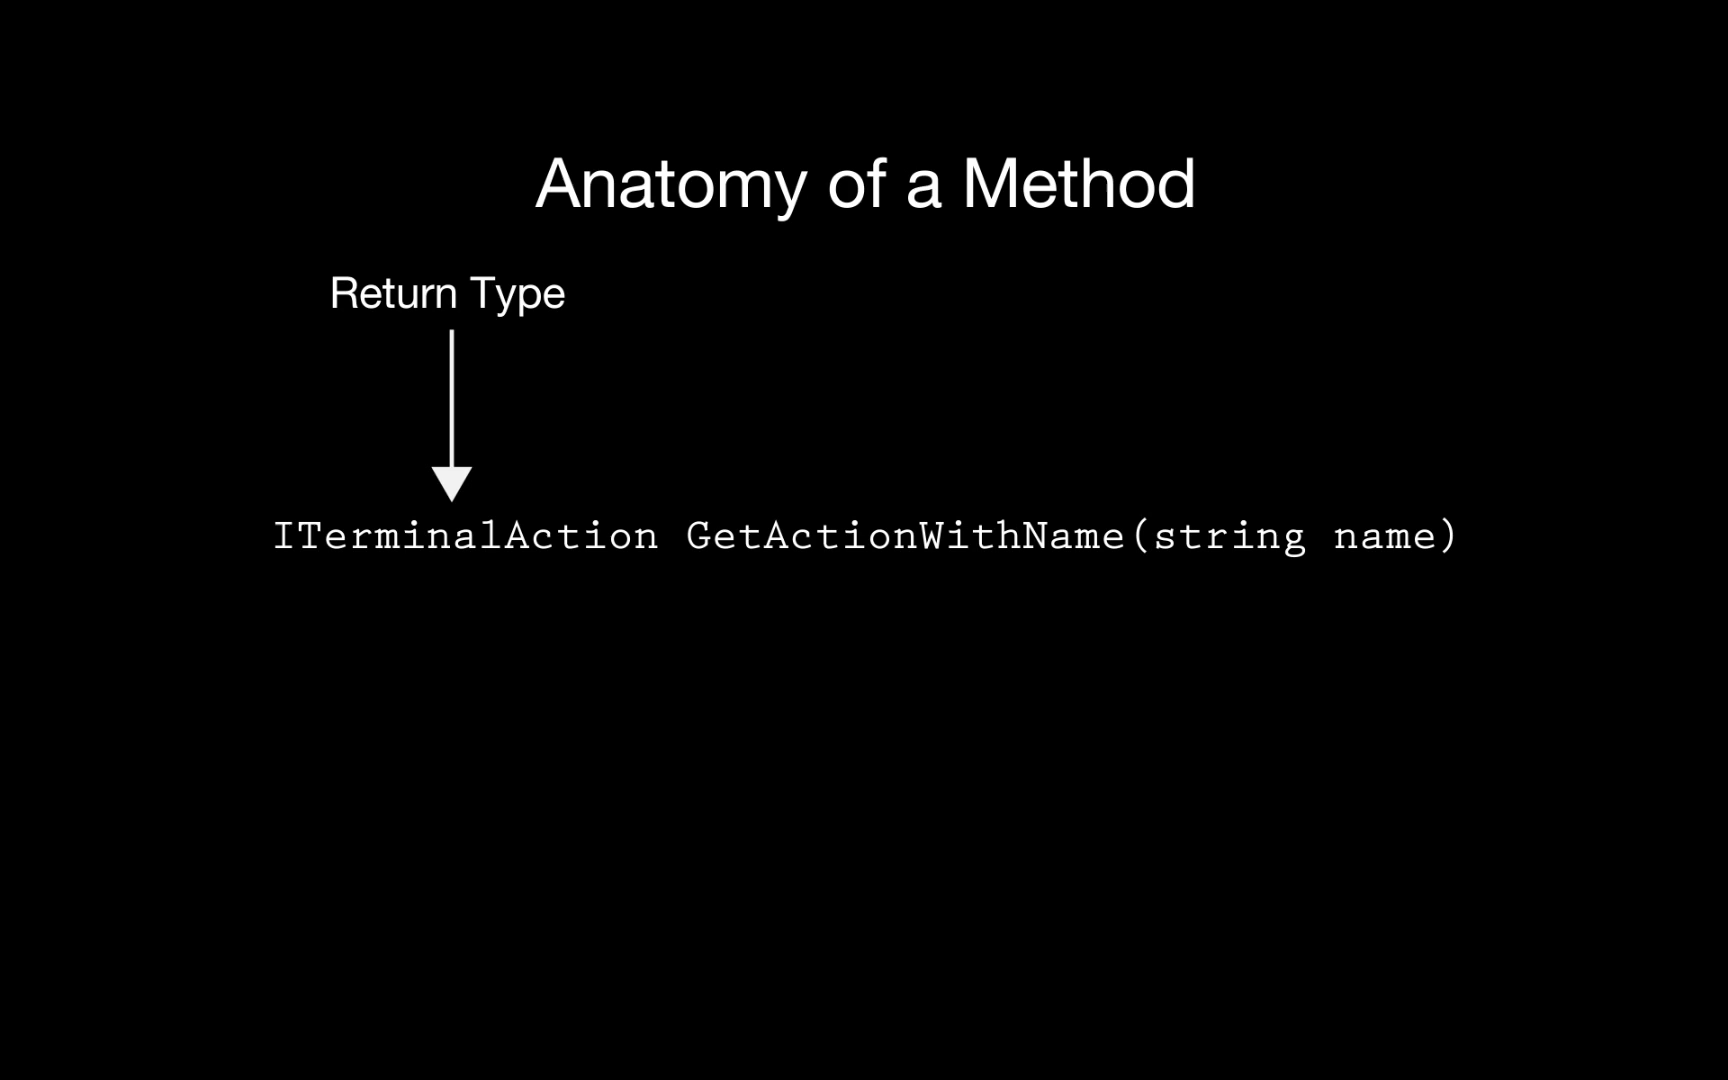 Anatomy of a Method
Return Type
ITerminalAction GetActionWithName(string name)